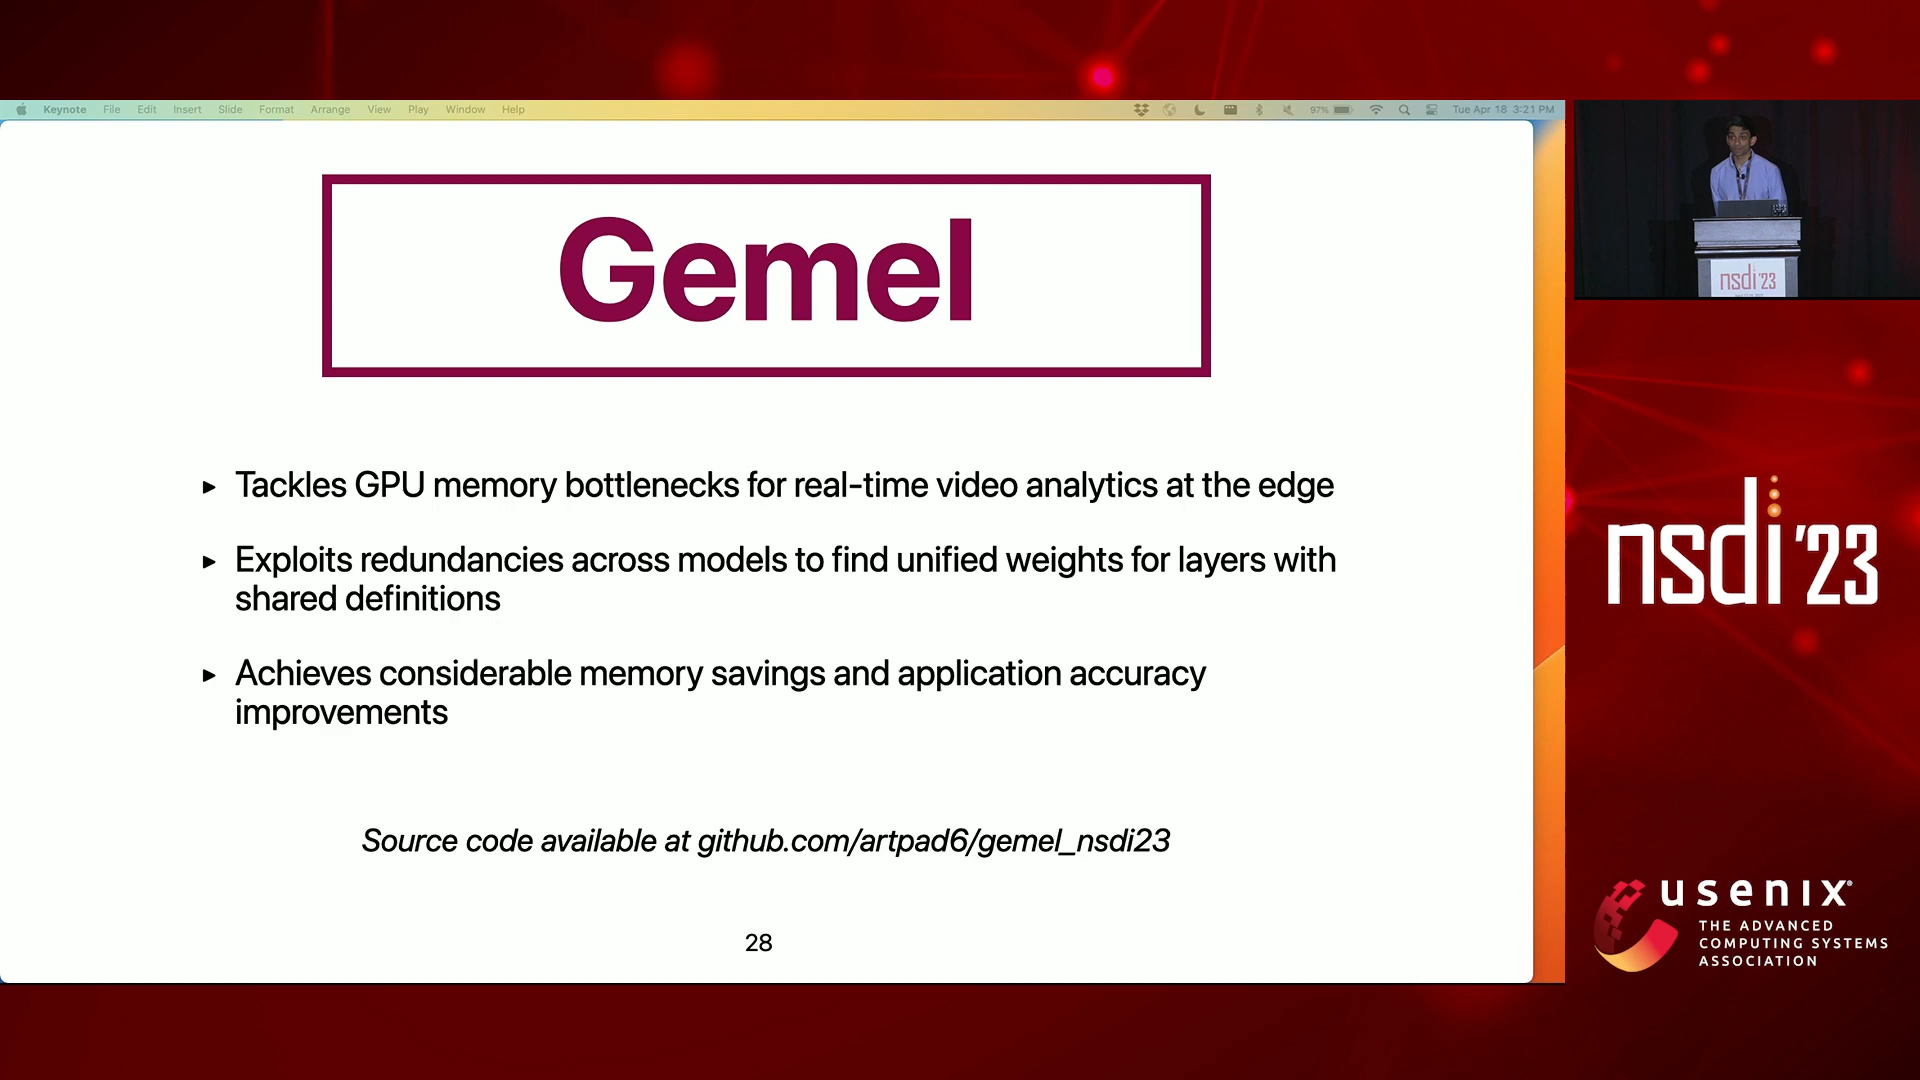 Keynote File Edit Insert Slide Format Arrange View Play Window Help 97% Tue Apr 18 3:21 PM
Gemel
▸ Tackles GPU memory bottlenecks for real-time video analytics at the edge
▸ Exploits redundancies across models to find unified weights for layers with
shared definitions
▸ Achieves considerable memory savings and application accuracy
improvements
Source code available at github.com/artpad6/gemel_nsdi23
28
nsdi '23
nsdi '23
usenix®
THE ADVANCED
COMPUTING SYSTEMS
ASSOCIATION